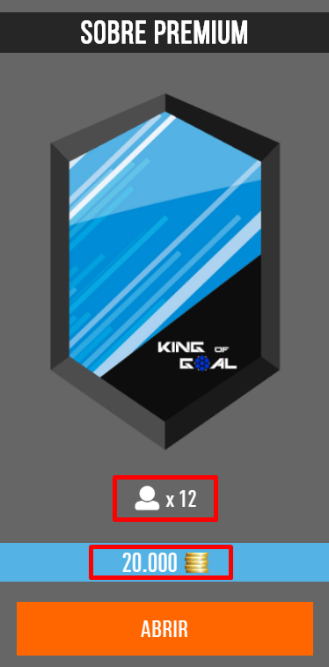 SOBRE PREMIUM
KING OF
GOAL
x 12
20.000
ABRIR